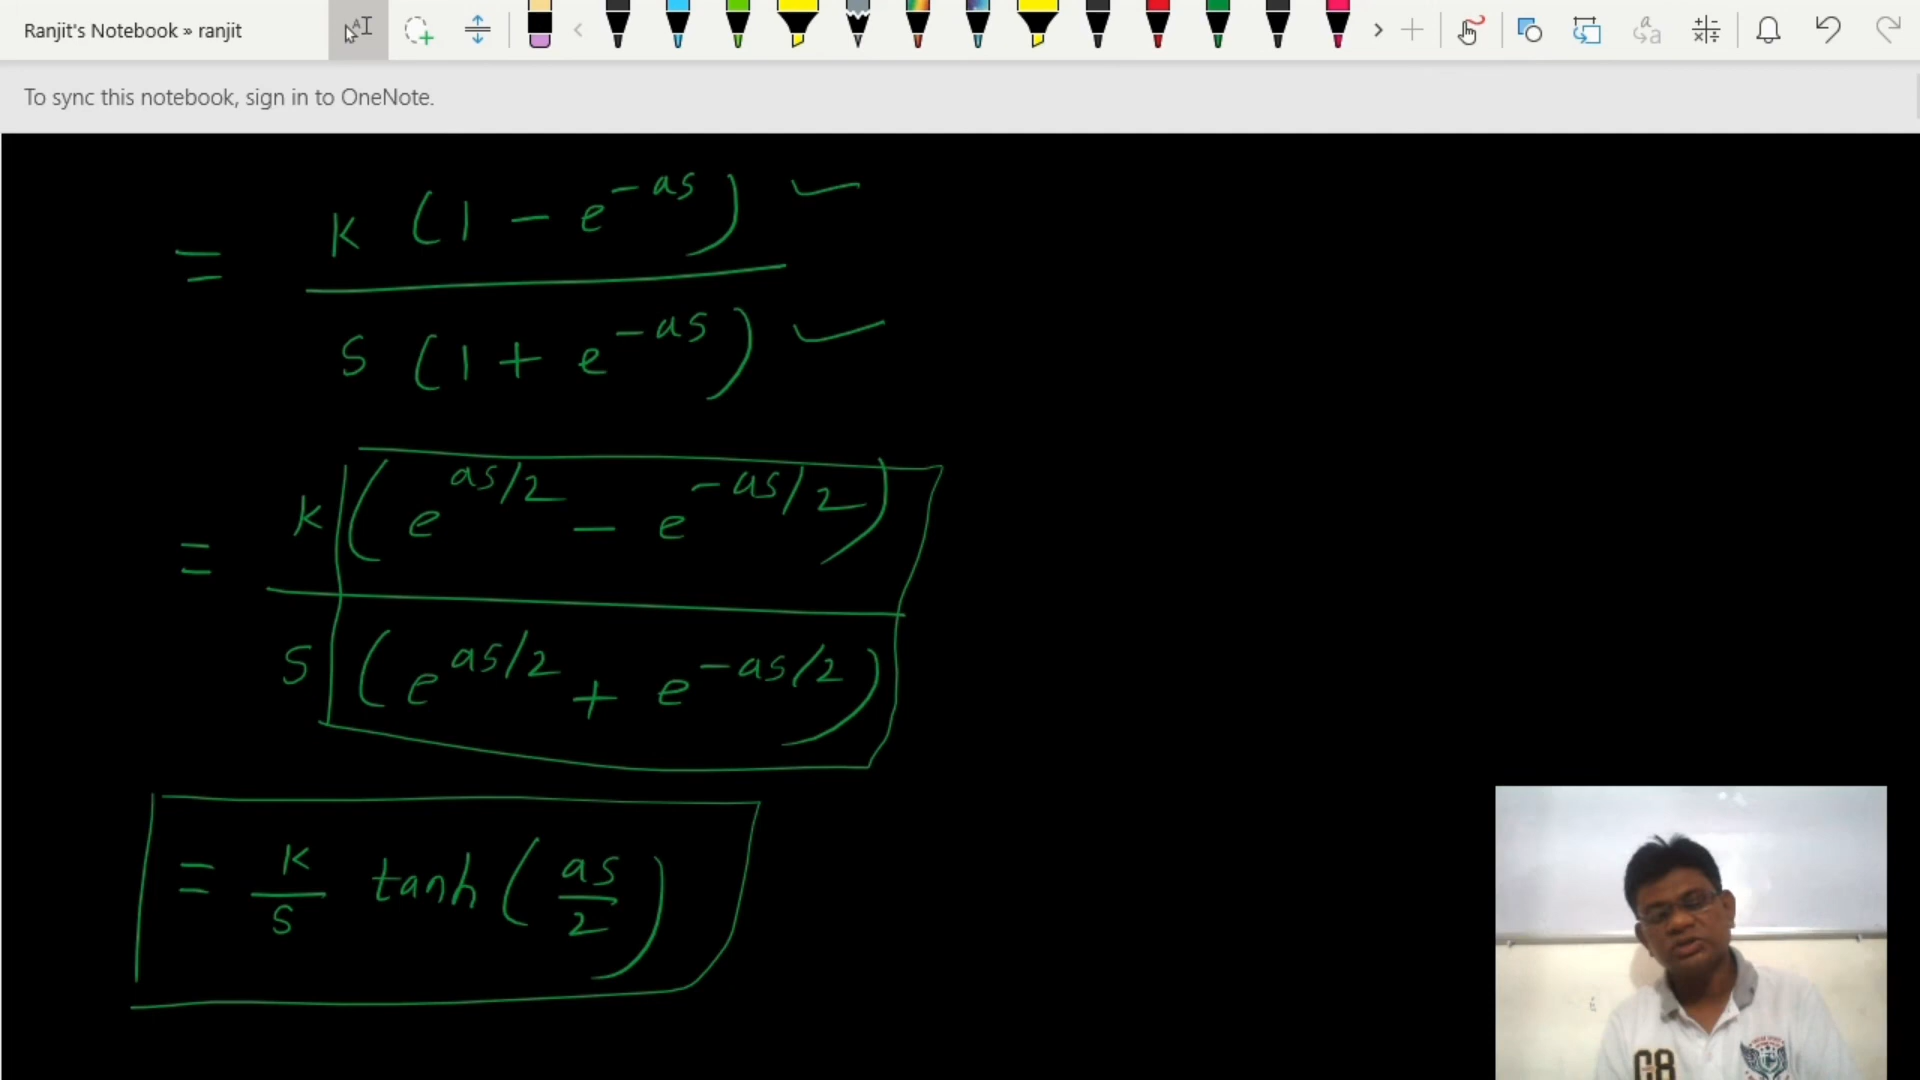 Ranjit's Notebook » ranjit
To sync this notebook, sign in to OneNote.
= K (1 - e^-as) / S (1 + e^-as)
= K (e^as/2 - e^-as/2) / S (e^as/2 + e^-as/2)
= K/S tanh (as/2)
G8